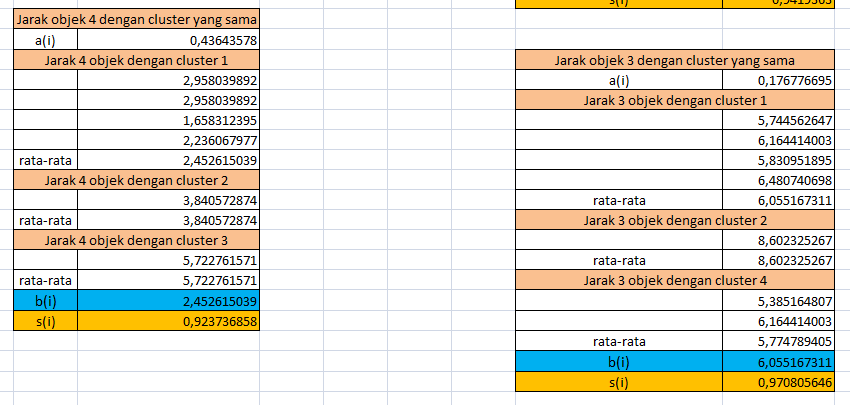 s(i) 0,9419303
Jarak objek 4 dengan cluster yang sama
a(i) 0,43643578
Jarak 4 objek dengan cluster 1
2,958039892
2,958039892
1,658312395
2,236067977
rata-rata 2,452615039
Jarak 4 objek dengan cluster 2
3,840572874
rata-rata 3,840572874
Jarak 4 objek dengan cluster 3
5,722761571
rata-rata 5,722761571
b(i) 2,452615039
s(i) 0,923736858
Jarak objek 3 dengan cluster yang sama
a(i) 0,176776695
Jarak 3 objek dengan cluster 1
5,744562647
6,164414003
5,830951895
6,480740698
rata-rata 6,055167311
Jarak 3 objek dengan cluster 2
8,602325267
rata-rata 8,602325267
Jarak 3 objek dengan cluster 4
5,385164807
6,164414003
rata-rata 5,774789405
b(i) 6,055167311
s(i) 0,970805646